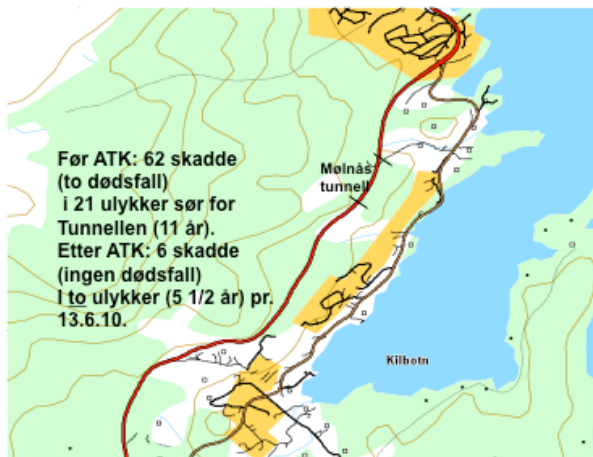 Før ATK: 62 skadde
(to dødsfall)
i 21 ulykker sør for
Tunnellen (11 år).
Etter ATK: 6 skadde
(ingen dødsfall)
I to ulykker (5 1/2 år) pr.
13.6.10.
Mølnås
tunnell
Kilbotn